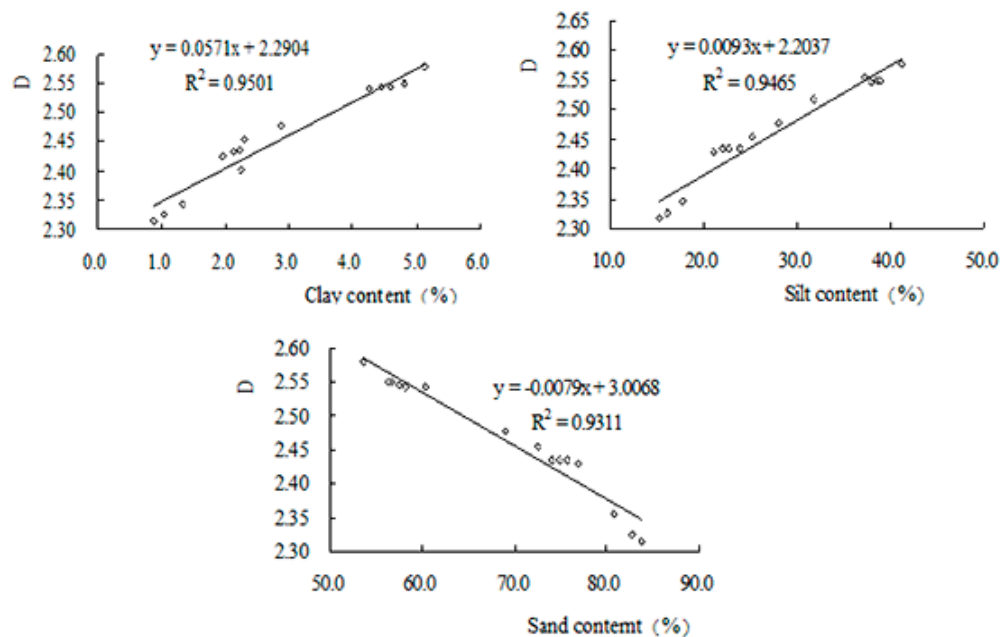 y = 0.0571x + 2.2904
R² = 0.9501
D
2.60
2.55
2.50
2.45
2.40
2.35
2.30
0.0 1.0 2.0 3.0 4.0 5.0 6.0
Clay content (%)
y = 0.0093x + 2.2037
R² = 0.9465
D
2.65
2.60
2.55
2.50
2.45
2.40
2.35
2.30
10.0 20.0 30.0 40.0 50.0
Silt content (%)
y = -0.0079x + 3.0068
R² = 0.9311
D
2.60
2.55
2.50
2.45
2.40
2.35
2.30
50.0 60.0 70.0 80.0 90.0
Sand contemt (%)